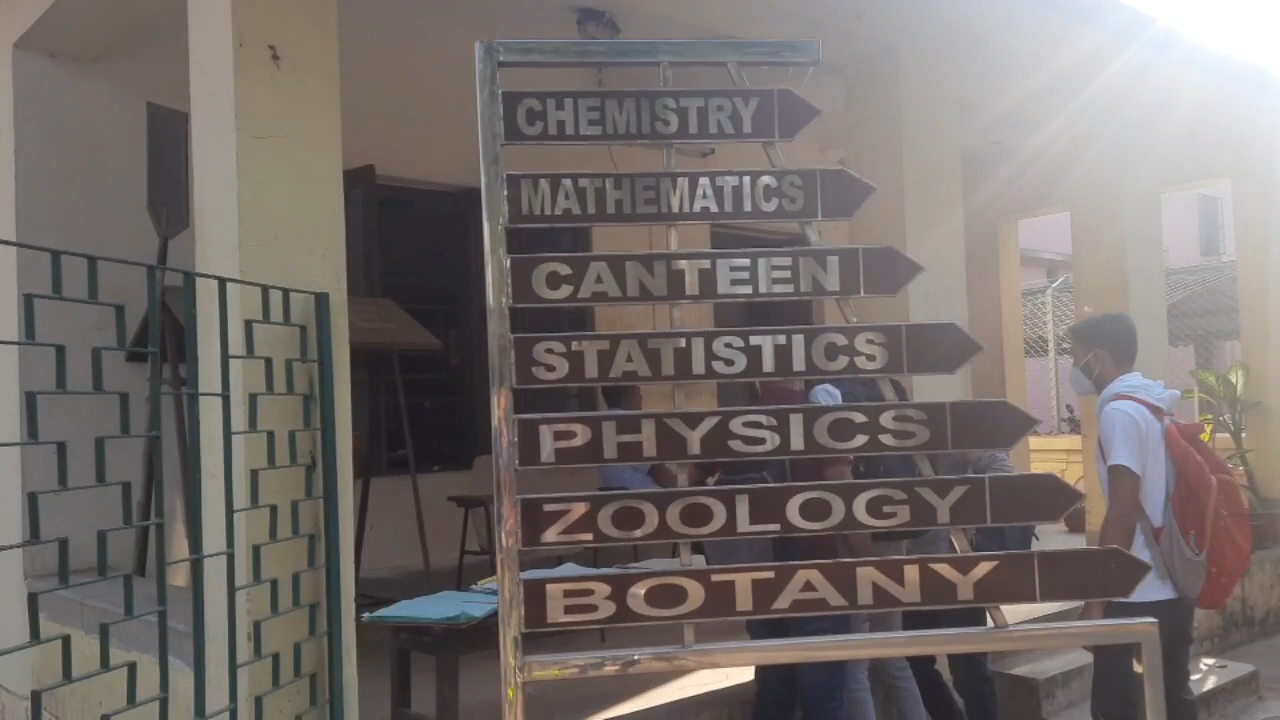 CHEMISTRY
MATHEMATICS
CANTEEN
STATISTICS
PHYSICS
ZOOLOGY
BOTANY